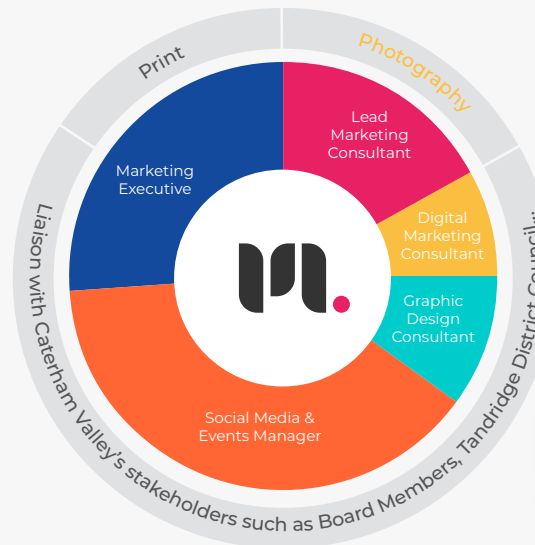 Print
Photography
Lead
Marketing
Consultant
Marketing
Executive
Digital
Marketing
Consultant
Graphic
Design
Consultant
Social Media &
Events Manager
Liaison with Caterham Valley's stakeholders such as Board Members, Tandridge District Council...